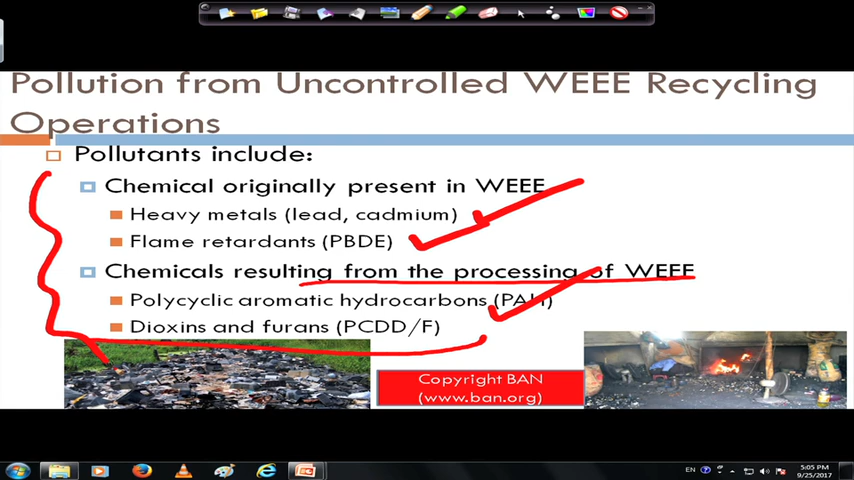 Pollution from Uncontrolled WEEE Recycling
Operations
Pollutants include:
Chemical originally present in WEEE
Heavy metals (lead, cadmium)
Flame retardants (PBDE)
Chemicals resulting from the processing of WEEE
Polycyclic aromatic hydrocarbons (PAH)
Dioxins and furans (PCDD/F)
Copyright BAN
(www.ban.org)
EN
5:05 PM
9/25/2017